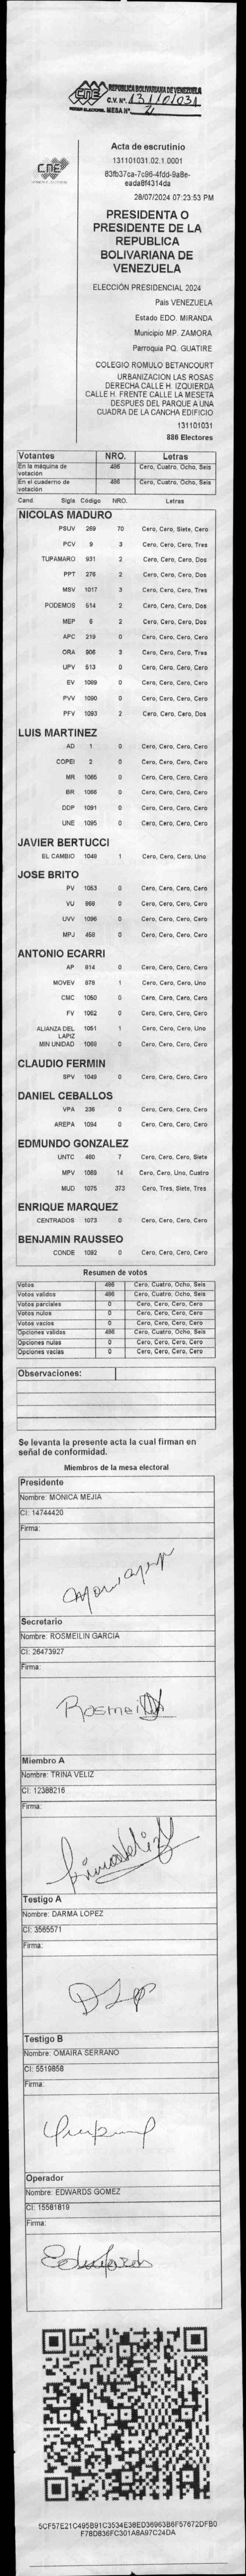 CNE
REPÚBLICA BOLIVARIANA DE VENEZUELA
PODER ELECTORAL
C.V. Nº. 131101031
MESA Nº 2
CNE
Acta de escrutinio
131101031.02.1.0001
83fb37ca-7c96-4fdd-9a8e-
eada6f4314da
28/07/2024 07:23:53 PM
PRESIDENTA O
PRESIDENTE DE LA
REPUBLICA
BOLIVARIANA DE
VENEZUELA
ELECCIÓN PRESIDENCIAL 2024
Pais VENEZUELA
Estado EDO. MIRANDA
Municipio MP. ZAMORA
Parroquia PQ. GUATIRE
COLEGIO ROMULO BETANCOURT
URBANIZACION LAS ROSAS
DERECHA CALLE H. IZQUIERDA
CALLE H. FRENTE CALLE LA MESETA
DESPUES DEL PARQUE A UNA
CUADRA DE LA CANCHA EDIFICIO
131101031
886 Electores
Votantes NRO. Letras
En la máquina de votación 486 Cero, Cuatro, Ocho, Seis
En el cuaderno de votación 486 Cero, Cuatro, Ocho, Seis
Cand. Sigla Código NRO. Letras
NICOLAS MADURO
PSUV 269 70 Cero, Cero, Siete, Cero
PCV 9 3 Cero, Cero, Cero, Tres
TUPAMARO 931 2 Cero, Cero, Cero, Dos
PPT 276 2 Cero, Cero, Cero, Dos
MSV 1017 3 Cero, Cero, Cero, Tres
PODEMOS 514 2 Cero, Cero, Cero, Dos
MEP 6 2 Cero, Cero, Cero, Dos
APC 219 0 Cero, Cero, Cero, Cero
ORA 906 3 Cero, Cero, Cero, Tres
UPV 513 0 Cero, Cero, Cero, Cero
EV 1099 0 Cero, Cero, Cero, Cero
PVV 1090 0 Cero, Cero, Cero, Cero
PFV 1093 2 Cero, Cero, Cero, Dos
LUIS MARTINEZ
AD 1 0 Cero, Cero, Cero, Cero
COPEI 2 0 Cero, Cero, Cero, Cero
MR 1065 0 Cero, Cero, Cero, Cero
BR 1066 0 Cero, Cero, Cero, Cero
DDP 1091 0 Cero, Cero, Cero, Cero
UNE 1095 0 Cero, Cero, Cero, Cero
JAVIER BERTUCCI
EL CAMBIO 1048 1 Cero, Cero, Cero, Uno
JOSE BRITO
PV 1053 0 Cero, Cero, Cero, Cero
VU 868 0 Cero, Cero, Cero, Cero
UVV 1096 0 Cero, Cero, Cero, Cero
MPJ 458 0 Cero, Cero, Cero, Cero
ANTONIO ECARRI
AP 814 0 Cero, Cero, Cero, Cero
MOVEV 878 1 Cero, Cero, Cero, Uno
CMC 1050 0 Cero, Cero, Cero, Cero
FV 1062 0 Cero, Cero, Cero, Cero
ALIANZA DEL LAPIZ 1051 1 Cero, Cero, Cero, Uno
MIN UNIDAD 1068 0 Cero, Cero, Cero, Cero
CLAUDIO FERMIN
SPV 1049 0 Cero, Cero, Cero, Cero
DANIEL CEBALLOS
VPA 236 0 Cero, Cero, Cero, Cero
AREPA 1094 0 Cero, Cero, Cero, Cero
EDMUNDO GONZALEZ
UNTC 460 7 Cero, Cero, Cero, Siete
MPV 1069 14 Cero, Cero, Uno, Cuatro
MUD 1075 373 Cero, Tres, Siete, Tres
ENRIQUE MARQUEZ
CENTRADOS 1073 0 Cero, Cero, Cero, Cero
BENJAMIN RAUSSEO
CONDE 1092 0 Cero, Cero, Cero, Cero
Resumen de votos
Votos 486 Cero, Cuatro, Ocho, Seis
Votos validos 486 Cero, Cuatro, Ocho, Seis
Votos parciales 0 Cero, Cero, Cero, Cero
Votos nulos 0 Cero, Cero, Cero, Cero
Votos vacios 0 Cero, Cero, Cero, Cero
Opciones validas 486 Cero, Cuatro, Ocho, Seis
Opciones nulas 0 Cero, Cero, Cero, Cero
Opciones vacias 0 Cero, Cero, Cero, Cero
Observaciones:
Se levanta la presente acta la cual firman en
señal de conformidad.
Miembros de la mesa electoral
Presidente
Nombre: MONICA MEJIA
CI: 14744420
Firma:
Secretario
Nombre: ROSMEILIN GARCIA
CI: 26473927
Firma:
Miembro A
Nombre: TRINA VELIZ
CI: 12388216
Firma:
Testigo A
Nombre: DARMA LOPEZ
CI: 3565571
Firma:
Testigo B
Nombre: OMAIRA SERRANO
CI: 5519858
Firma:
Operador
Nombre: EDWARDS GOMEZ
CI: 15581819
Firma:
5CF57E21C495B91C3534E38ED36963B6F57672DFB0
F78D836FC301A8A97C24DA